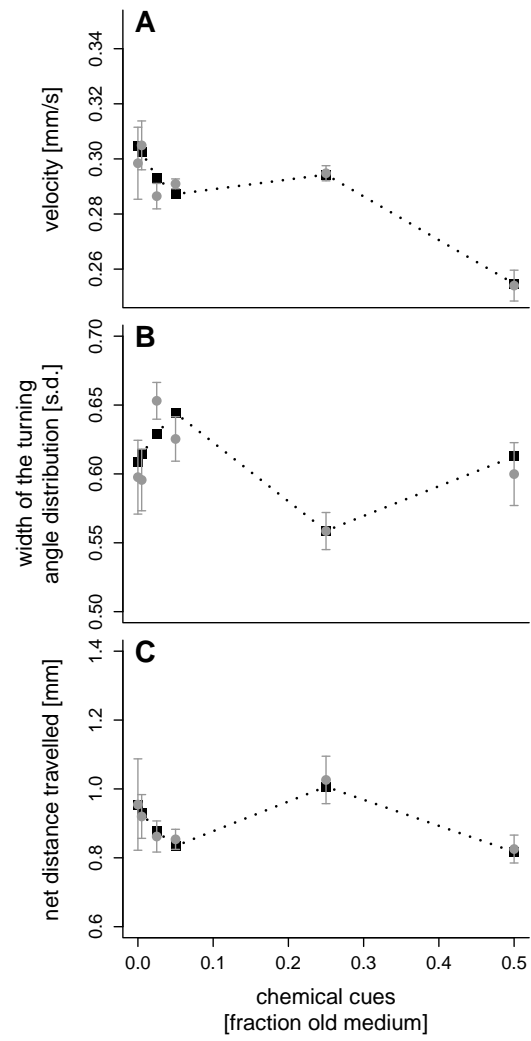 A
velocity [mm/s]
0.34
0.32
0.30
0.28
0.26
B
width of the turning
angle distribution [s.d.]
0.70
0.65
0.60
0.55
0.50
C
net distance travelled [mm]
1.4
1.2
1.0
0.8
0.6
0.0 0.1 0.2 0.3 0.4 0.5
chemical cues
[fraction old medium]